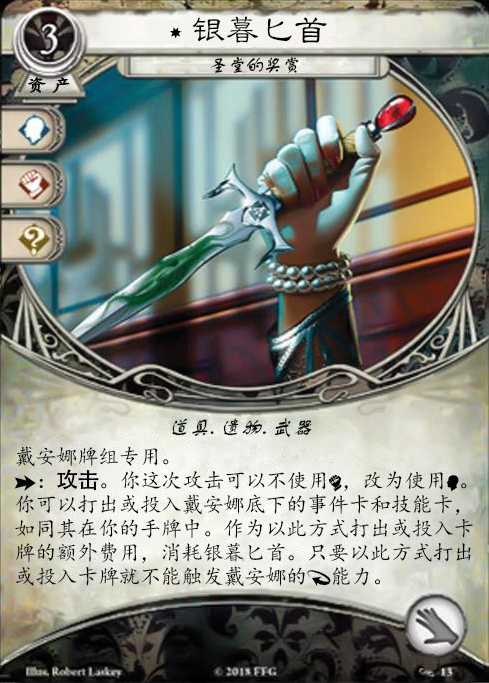 3
银暮匕首
圣堂的奖赏
资产
道具.遗物.武器
戴安娜牌组专用。
：攻击。你这次攻击可以不使用，改为使用。
你可以打出或投入戴安娜底下的事件卡和技能卡，
如同其在你的手牌中。作为以此方式打出或投入卡
牌的额外费用，消耗银暮匕首。只要以此方式打出
或投入卡牌就不能触发戴安娜的能力。
Illus. Robert Laskey
© 2018 FFG
13